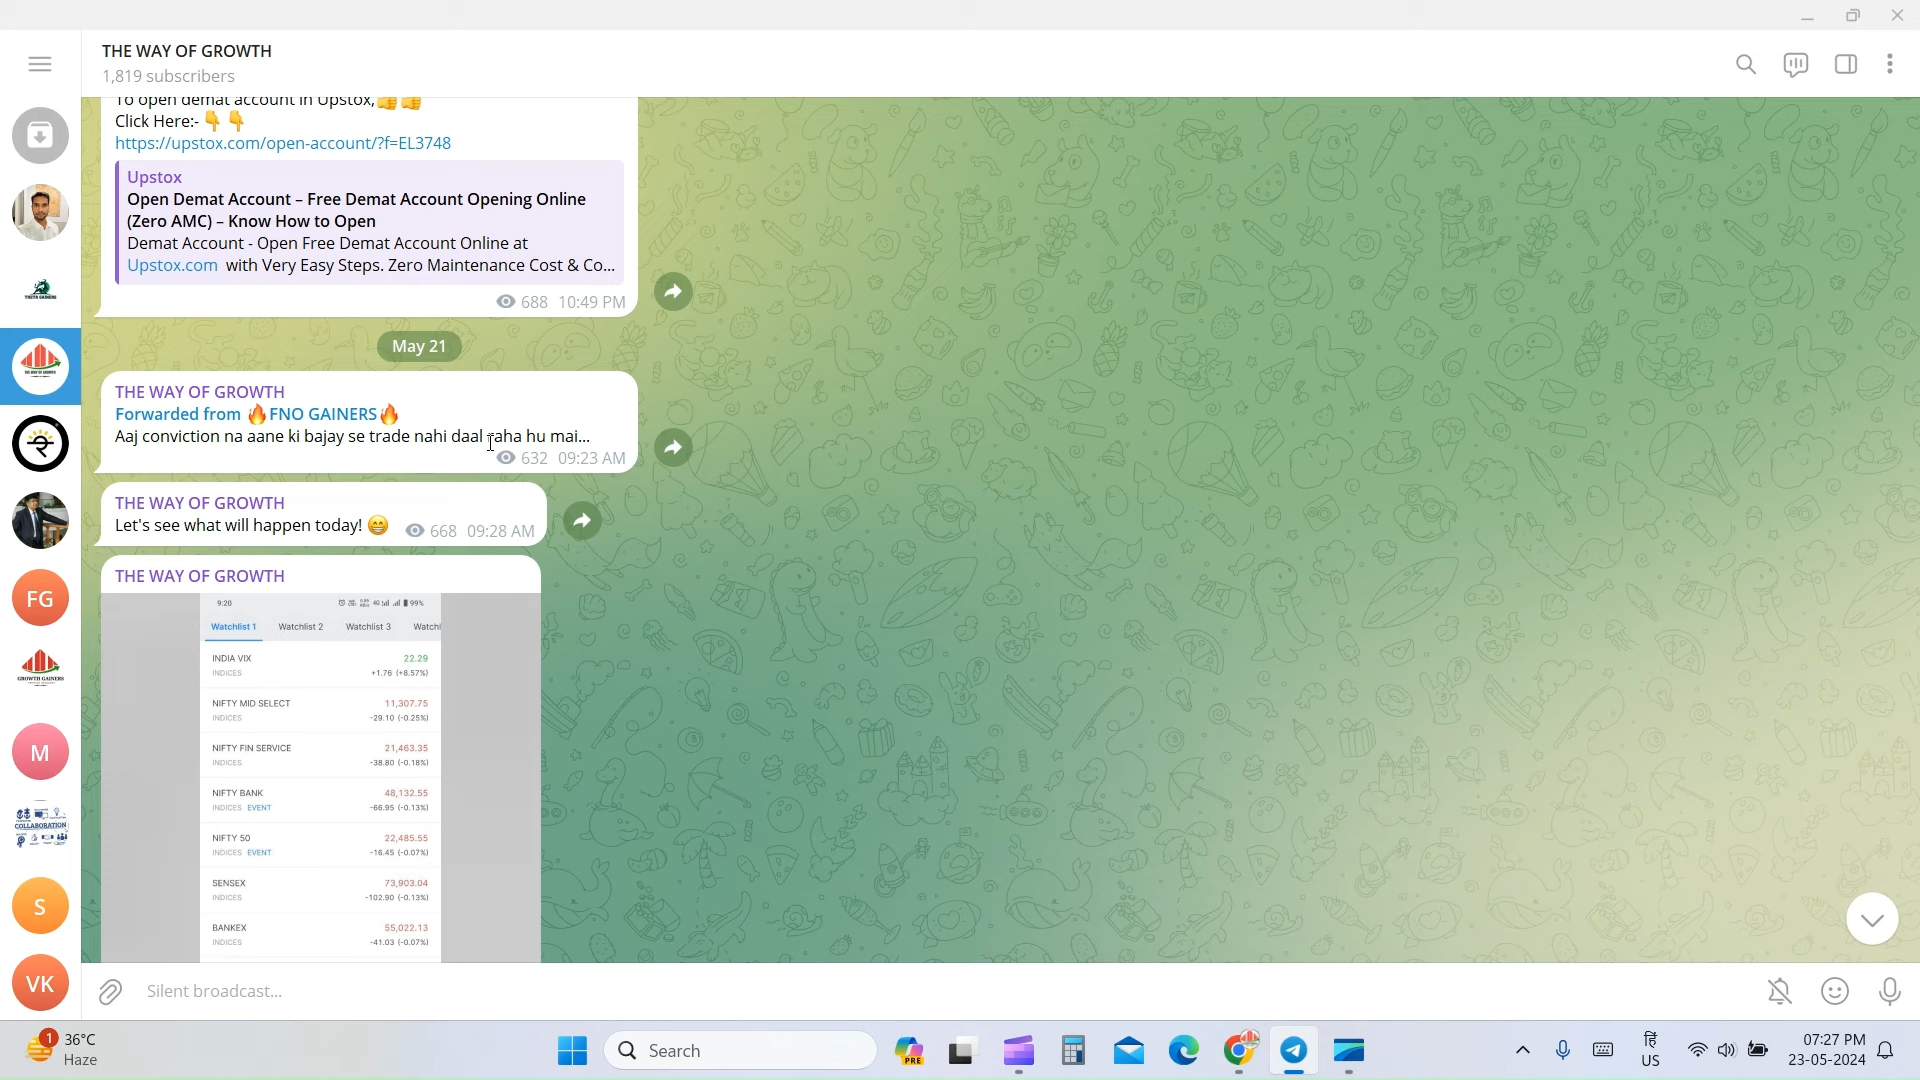 THE WAY OF GROWTH
1,819 subscribers
To open demat account in Upstox,👍👍
Click Here:- 👇 👇
https://upstox.com/open-account/?f=EL3748
Upstox
Open Demat Account – Free Demat Account Opening Online
(Zero AMC) – Know How to Open
Demat Account - Open Free Demat Account Online at
Upstox.com with Very Easy Steps. Zero Maintenance Cost & Co...
688 10:49 PM
May 21
THE WAY OF GROWTH
Forwarded from 🔥FNO GAINERS🔥
Aaj conviction na aane ki bajay se trade nahi daal raha hu mai...
632 09:23 AM
THE WAY OF GROWTH
Let's see what will happen today! 😁 668 09:28 AM
THE WAY OF GROWTH
9:20 4G 99%
Watchlist 1 Watchlist 2 Watchlist 3 Watchl
INDIA VIX 22.29
INDICES +1.76 (+8.57%)
NIFTY MID SELECT 11,307.75
INDICES -29.10 (-0.25%)
NIFTY FIN SERVICE 21,463.35
INDICES -38.80 (-0.18%)
NIFTY BANK 48,132.55
INDICES EVENT -66.95 (-0.13%)
NIFTY 50 22,485.55
INDICES EVENT -16.45 (-0.07%)
SENSEX 73,903.04
INDICES -102.90 (-0.13%)
BANKEX 55,022.13
INDICES -41.03 (-0.07%)
THETA GAINERS
FG
GROWTH GAINERS
M
COLLABORATION
S
VK
Silent broadcast...
1
36°C
Haze
Search
PRE
हिं
US
07:27 PM
23-05-2024